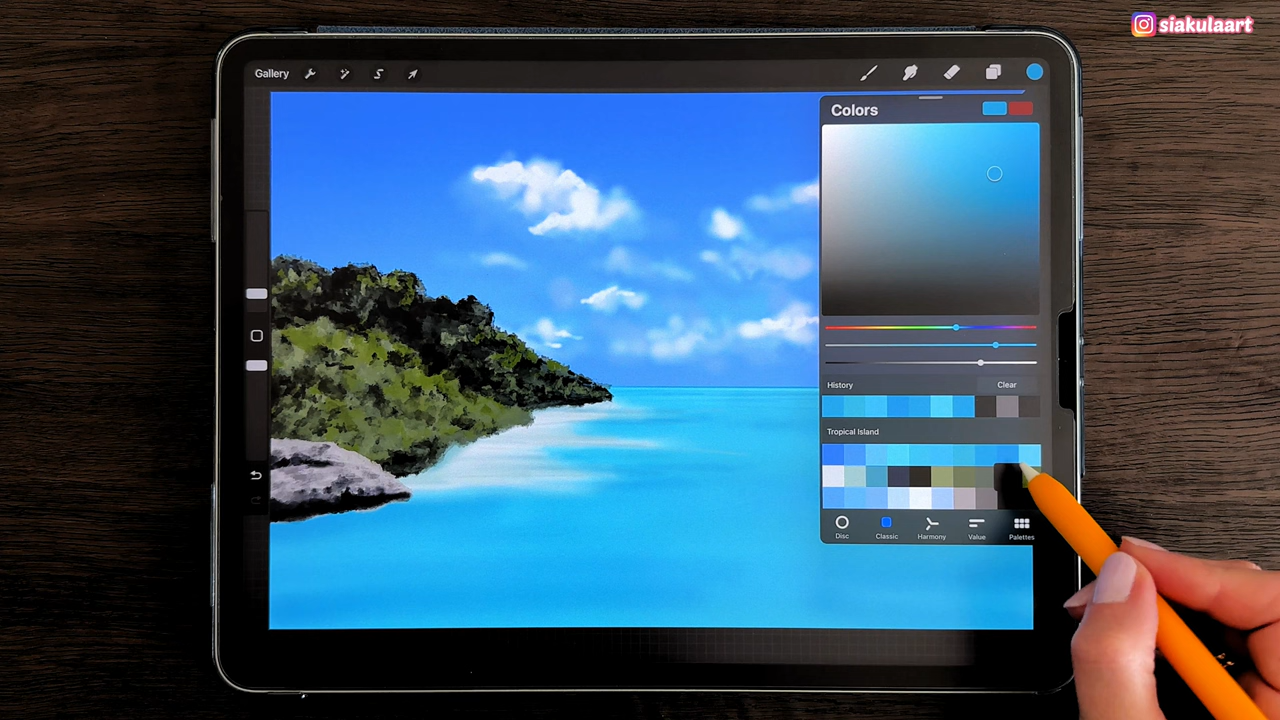 siakulaart
Gallery
Colors
History
Clear
Tropical Island
Disc
Classic
Harmony
Value
Palettes